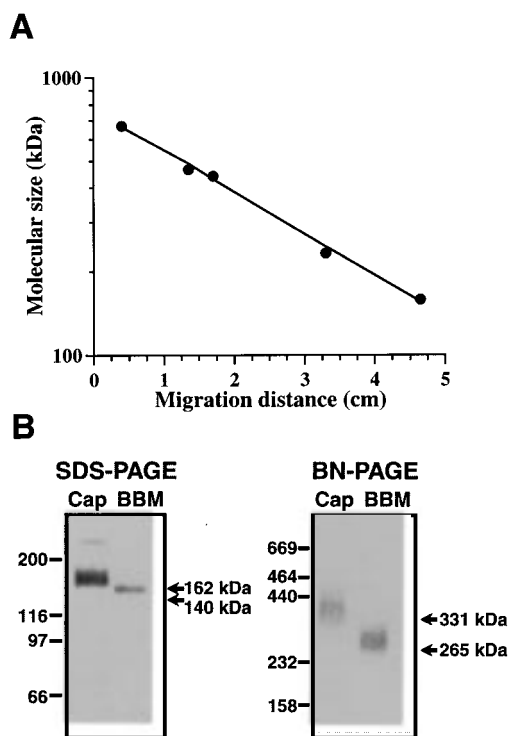 A
1000
Molecular size (kDa)
100
0 1 2 3 4 5
Migration distance (cm)
B
SDS-PAGE
Cap BBM
200
116
97
66
162 kDa
140 kDa
BN-PAGE
Cap BBM
669
464
440
232
158
331 kDa
265 kDa